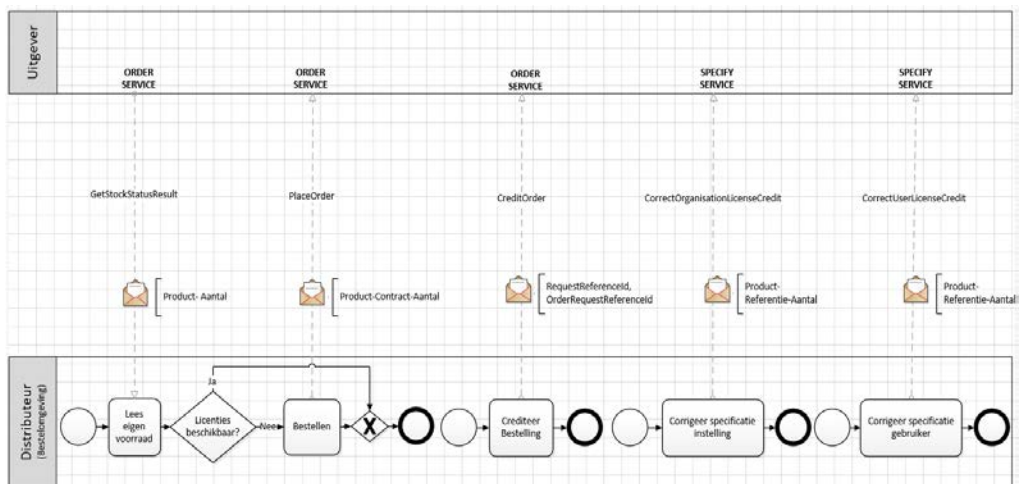 Uitgever
ORDER
SERVICE
ORDER
SERVICE
ORDER
SERVICE
SPECIFY
SERVICE
SPECIFY
SERVICE
GetStockStatusResult
PlaceOrder
CreditOrder
CorrectOrganisationLicenseCredit
CorrectUserLicenseCredit
Product- Aantal
Product-Contract-Aantal
RequestReferenceId,
OrderRequestReferenceId
Product-
Referentie-Aantal
Product-
Referentie-Aantal
Distributeur
(Bestelomgeving)
Lees
eigen
voorraad
Licenties
beschikbaar?
Ja
Nee
Bestellen
X
Crediteer
Bestelling
Corrigeer specificatie
instelling
Corrigeer specificatie
gebruiker